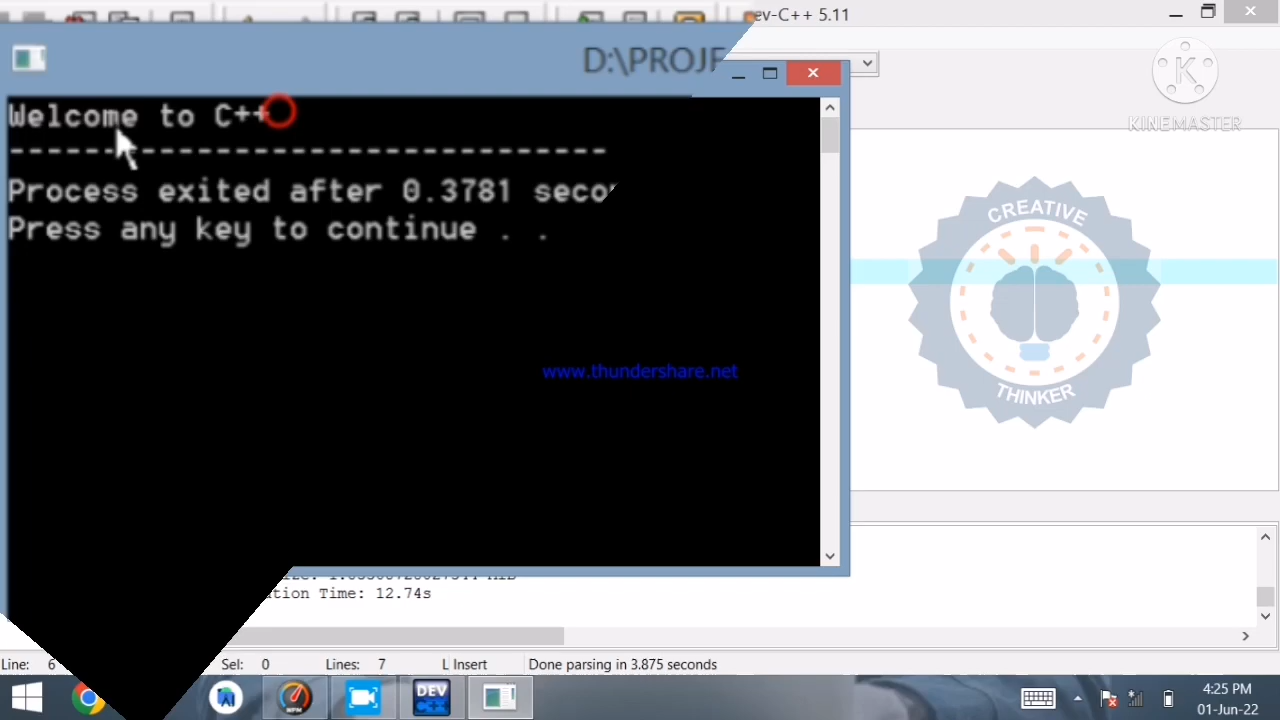 ev-C++ 5.11
D:\PROJE
KINEMASTER
Welcome to C++
--------------------------------
Process exited after 0.3781 secon
Press any key to continue . .
CREATIVE
THINKER
www.thundershare.net
ation Time: 12.74s
Line: 6 Sel: 0 Lines: 7 Insert Done parsing in 3.875 seconds
DEV C++
4:25 PM
01-Jun-22